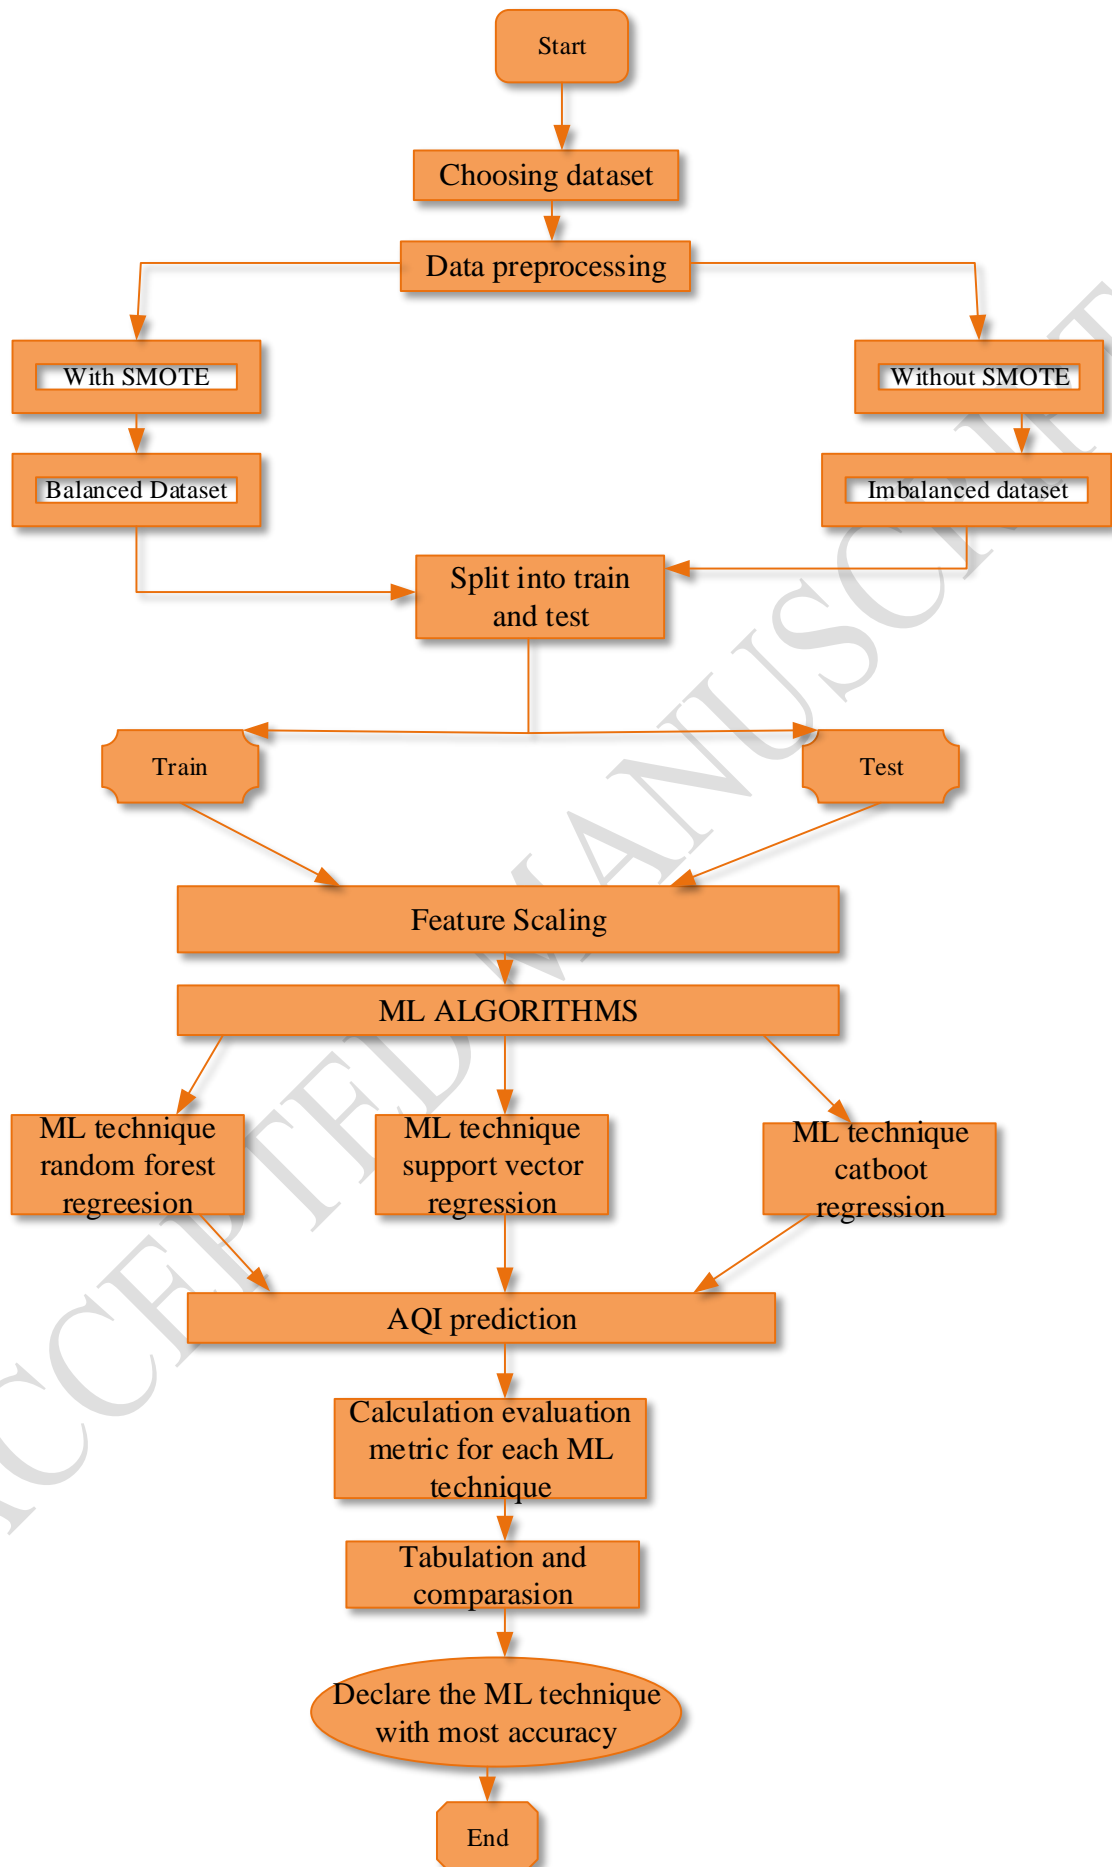 Start
Choosing dataset
Data preprocessing
With SMOTE
Without SMOTE
Balanced Dataset
Imbalanced dataset
Split into train
and test
Train
Test
Feature Scaling
ML ALGORITHMS
ML technique
random forest
regreesion
ML technique
support vector
regression
ML technique
catboot
regression
AQI prediction
Calculation evaluation
metric for each ML
technique
Tabulation and
comparasion
Declare the ML technique
with most accuracy
End
ACCEPTED MANUSCRIPT